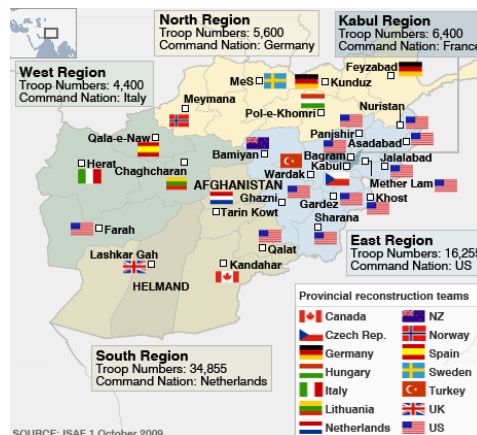 North Region
Troop Numbers: 5,600
Command Nation: Germany
Kabul Region
Troop Numbers: 6,400
Command Nation: France
West Region
Troop Numbers: 4,400
Command Nation: Italy
Feyzabad
MeS
Kunduz
Meymana
Pol-e-Khomri
Nuristan
Panjshir
Qala-e-Naw
Asadabad
Bamiyan
Bagram
Herat
Kabul
Jalalabad
Chaghcharan
Wardak
AFGHANISTAN
Mether Lam
Ghazni
Gardez
Khost
Tarin Kowt
Sharana
Farah
Qalat
East Region
Troop Numbers: 16,255
Command Nation: US
Lashkar Gah
Kandahar
HELMAND
Provincial reconstruction teams
Canada
NZ
Czech Rep.
Norway
Germany
Spain
Hungary
Sweden
Italy
Turkey
Lithuania
UK
Netherlands
US
South Region
Troop Numbers: 34,855
Command Nation: Netherlands
SOURCE: ISAF 1 October 2009